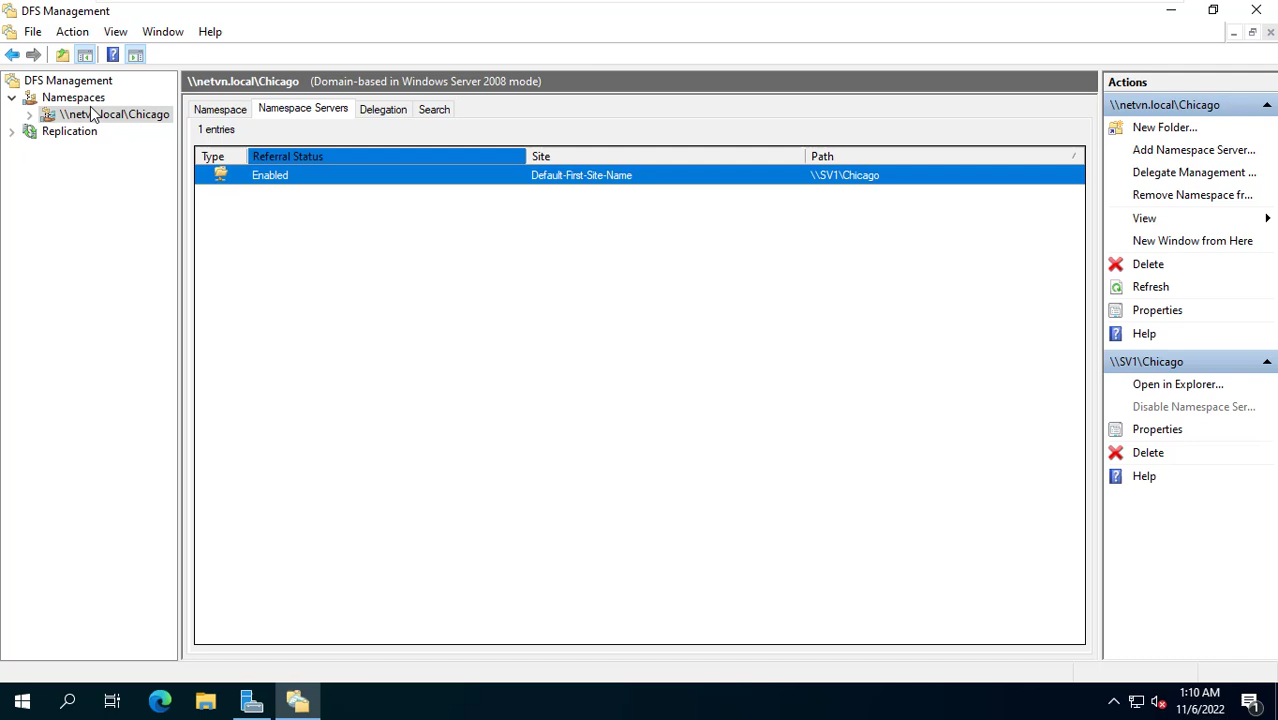 DFS Management
File Action View Window Help
DFS Management
Namespaces
\\netvn.local\Chicago
Replication
\\netvn.local\Chicago (Domain-based in Windows Server 2008 mode)
Namespace Namespace Servers Delegation Search
1 entries
Type Referral Status Site Path
Enabled Default-First-Site-Name \\SV1\Chicago
Actions
\\netvn.local\Chicago
New Folder...
Add Namespace Server...
Delegate Management ...
Remove Namespace fr...
View
New Window from Here
Delete
Refresh
Properties
Help
\\SV1\Chicago
Open in Explorer...
Disable Namespace Ser...
Properties
Delete
Help
1:10 AM
11/6/2022
1